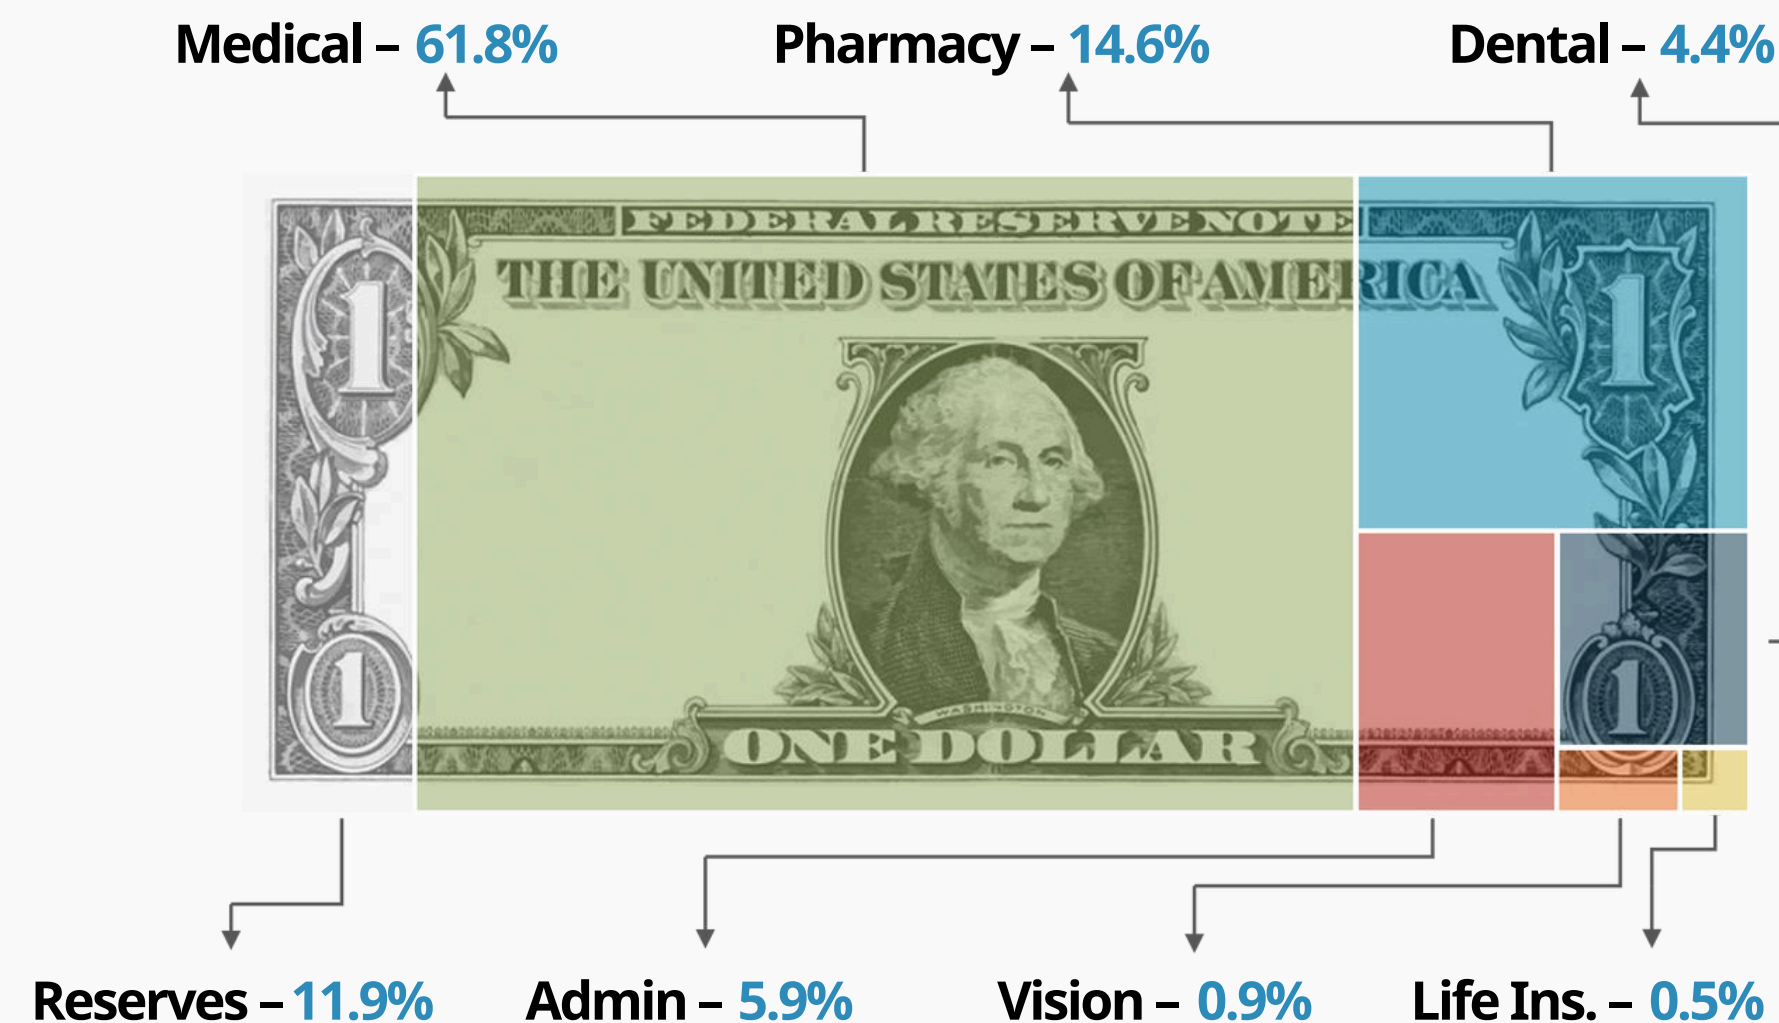 Medical – 61.8%
Pharmacy – 14.6%
Dental – 4.4%
FEDERAL RESERVE NOTE
THE UNITED STATES OF AMERICA
1
1
WASHINGTON
1
1
ONE DOLLAR
Reserves – 11.9%
Admin – 5.9%
Vision – 0.9%
Life Ins. – 0.5%